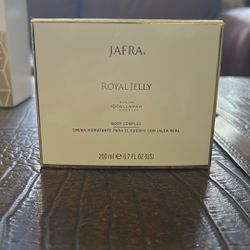 JAFRA®
ROYAL JELLY
BODY COMPLEX
CREMA HIDRATANTE PARA EL CUERPO CON JALEA REAL
200 ml ℮ 6.7 FL OZ (US)